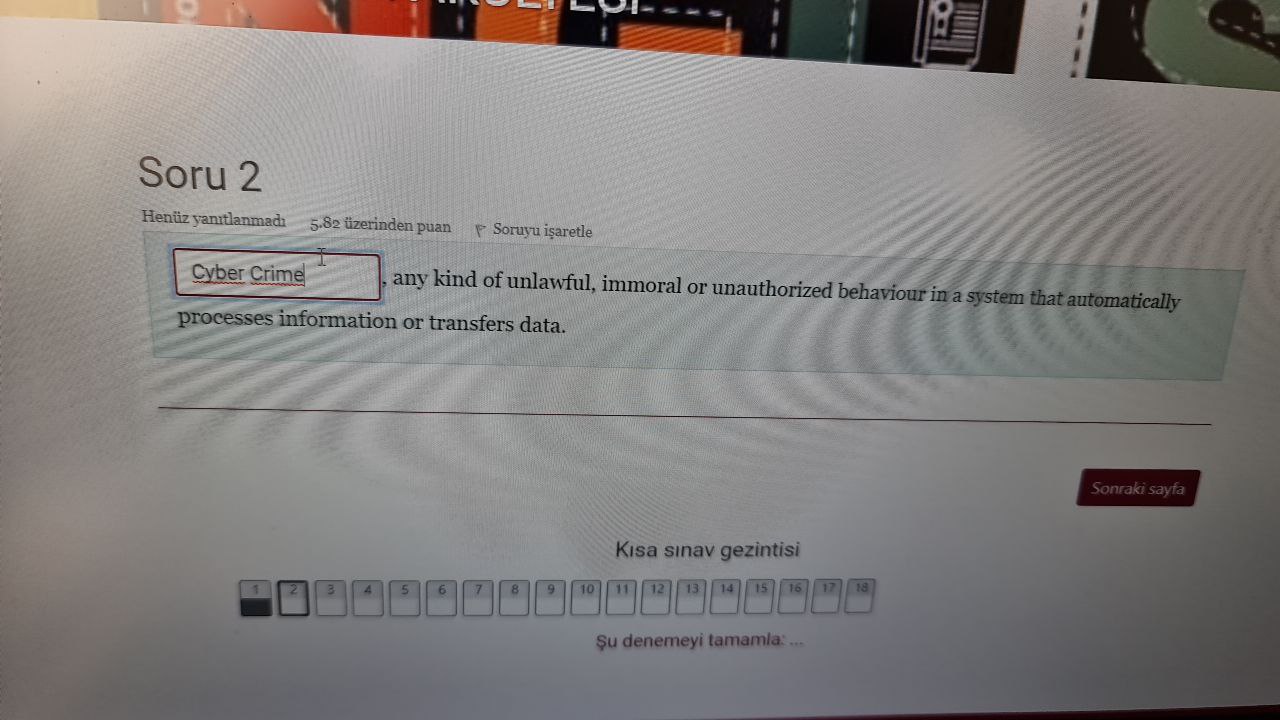 Soru 2
Henüz yanıtlanmadı 5,82 üzerinden puan Soruyu işaretle
Cyber Crime , any kind of unlawful, immoral or unauthorized behaviour in a system that automatically
processes information or transfers data.
Sonraki sayfa
Kısa sınav gezintisi
1 2 3 4 5 6 7 8 9 10 11 12 13 14 15 16 17 18
Şu denemeyi tamamla: ...